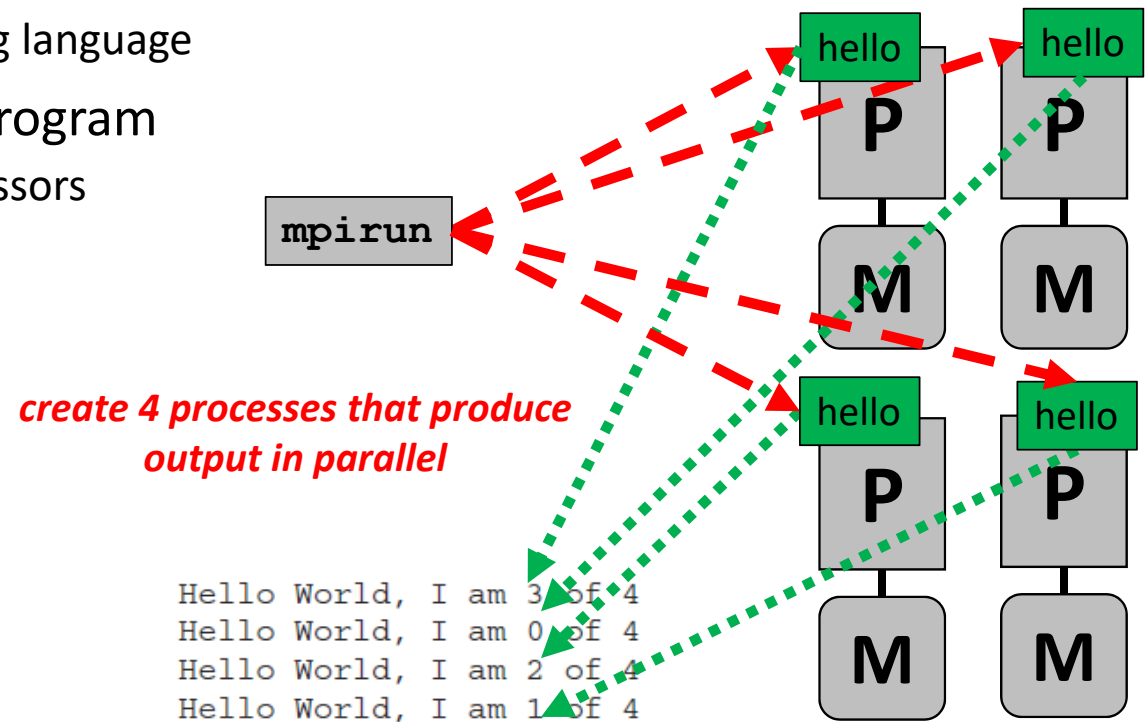 g language
rogram
ssors
mpirun
hello
hello
P
P
M
M
create 4 processes that produce
output in parallel
hello
hello
P
P
M
M
Hello World, I am 3 of 4
Hello World, I am 0 of 4
Hello World, I am 2 of 4
Hello World, I am 1 of 4